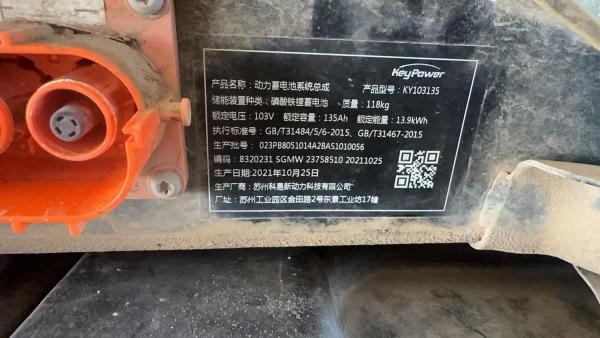 KeyPower
产品名称：动力蓄电池系统总成 产品型号：KY103135
储能装置种类：磷酸铁锂蓄电池 质量：118kg
额定电压：103V 额定容量：135Ah 额定能量：13.9kWh
执行标准号：GB/T31484/5/6-2015、GB/T31467-2015
生产批号： 023PB8051014A2BAS1010056
编码：8320231 SGMW 23758510 20211025
生产日期:2021年10月25日
生产厂商：苏州科易新动力科技有限公司
厂址：苏州工业园区金田路2号东景工业坊17幢